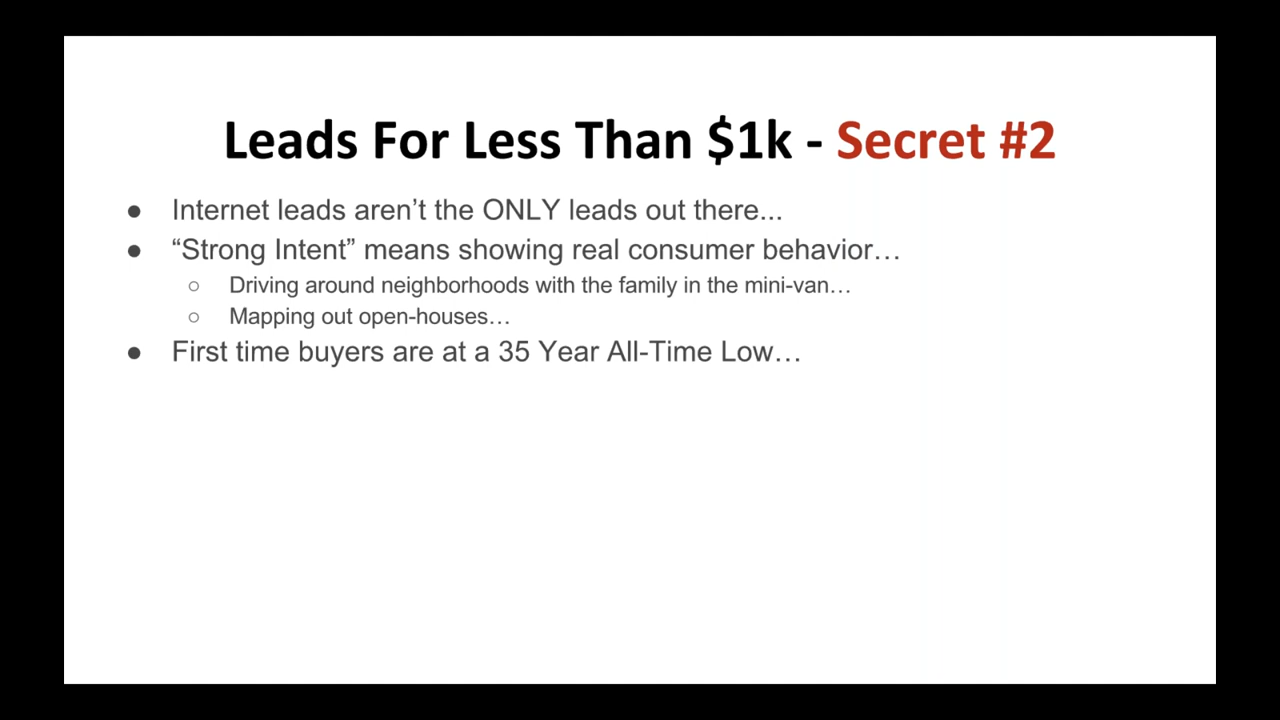 Leads For Less Than $1k - Secret #2
● Internet leads aren’t the ONLY leads out there...
● “Strong Intent” means showing real consumer behavior…
○ Driving around neighborhoods with the family in the mini-van…
○ Mapping out open-houses…
● First time buyers are at a 35 Year All-Time Low…